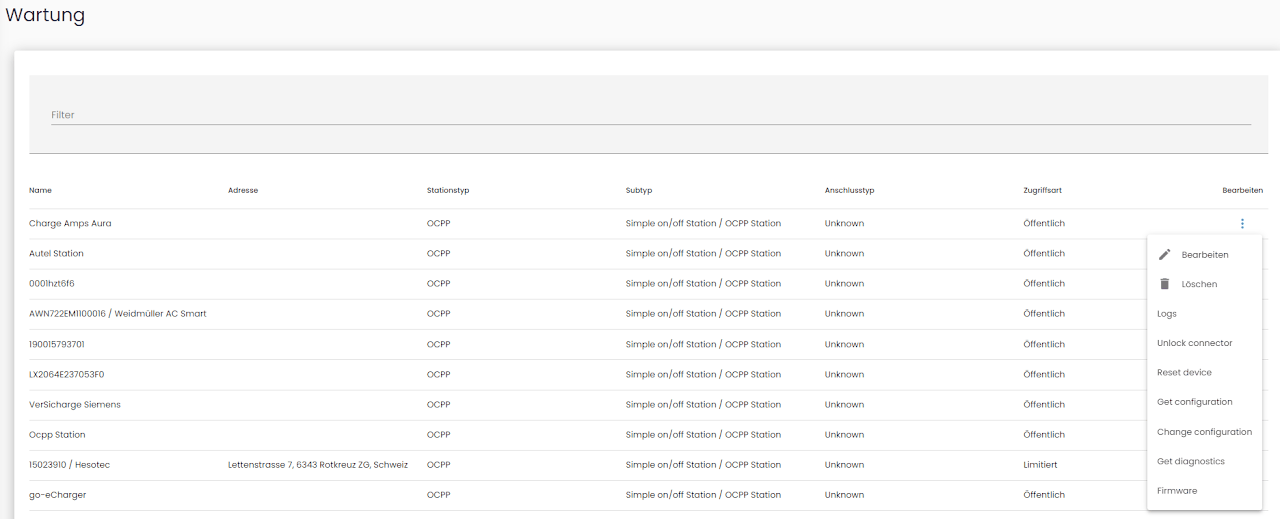 Wartung
Filter
Name Adresse Stationstyp Subtyp Anschlusstyp Zugriffsart Bearbeiten
Charge Amps Aura OCPP Simple on/off Station / OCPP Station Unknown Öffentlich
Autel Station OCPP Simple on/off Station / OCPP Station Unknown Öffentlich
0001hzt6f6 OCPP Simple on/off Station / OCPP Station Unknown Öffentlich
AWN722EM1100016 / Weidmüller AC Smart OCPP Simple on/off Station / OCPP Station Unknown Öffentlich
190015793701 OCPP Simple on/off Station / OCPP Station Unknown Öffentlich
LX2064E237053F0 OCPP Simple on/off Station / OCPP Station Unknown Öffentlich
VerSicharge Siemens OCPP Simple on/off Station / OCPP Station Unknown Öffentlich
Ocpp Station OCPP Simple on/off Station / OCPP Station Unknown Öffentlich
15023910 / Hesotec Lettenstrasse 7, 6343 Rotkreuz ZG, Schweiz OCPP Simple on/off Station / OCPP Station Unknown Limitiert
go-eCharger OCPP Simple on/off Station / OCPP Station Unknown Öffentlich
Bearbeiten
Löschen
Logs
Unlock connector
Reset device
Get configuration
Change configuration
Get diagnostics
Firmware